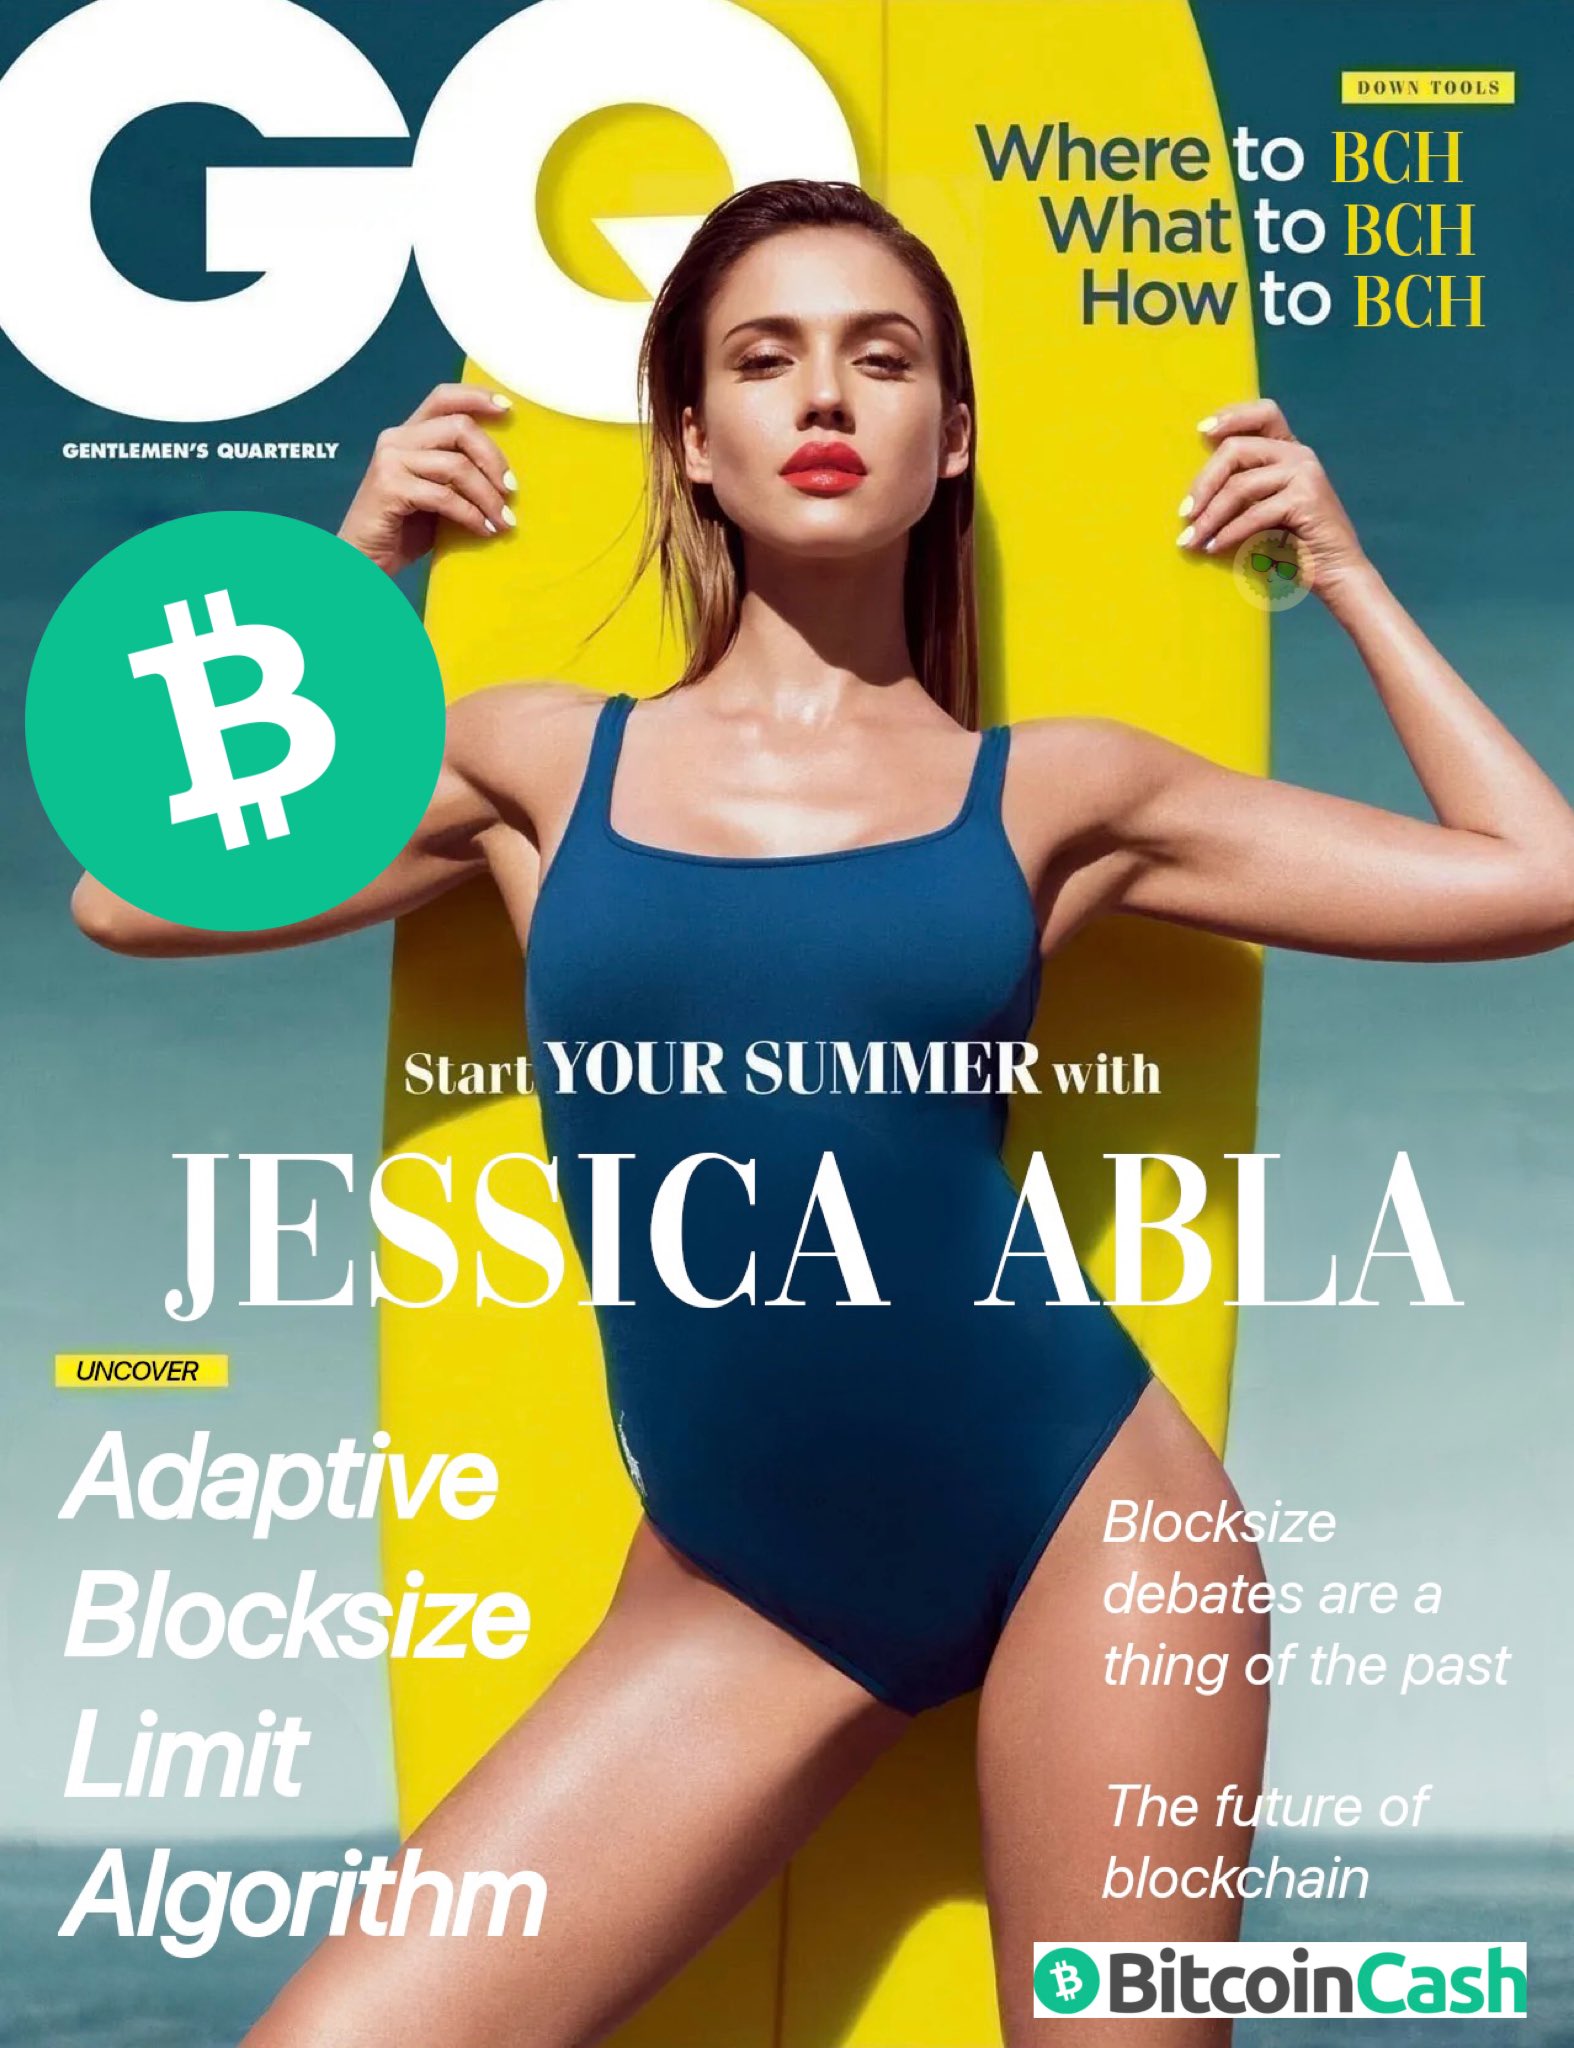 GQ
DOWN TOOLS
Where to BCH
What to BCH
How to BCH
GENTLEMEN'S QUARTERLY
Start YOUR SUMMER with
JESSICA ABLA
UNCOVER
Adaptive
Blocksize
Limit
Algorithm
Blocksize
debates are a
thing of the past
The future of
blockchain
BitcoinCash